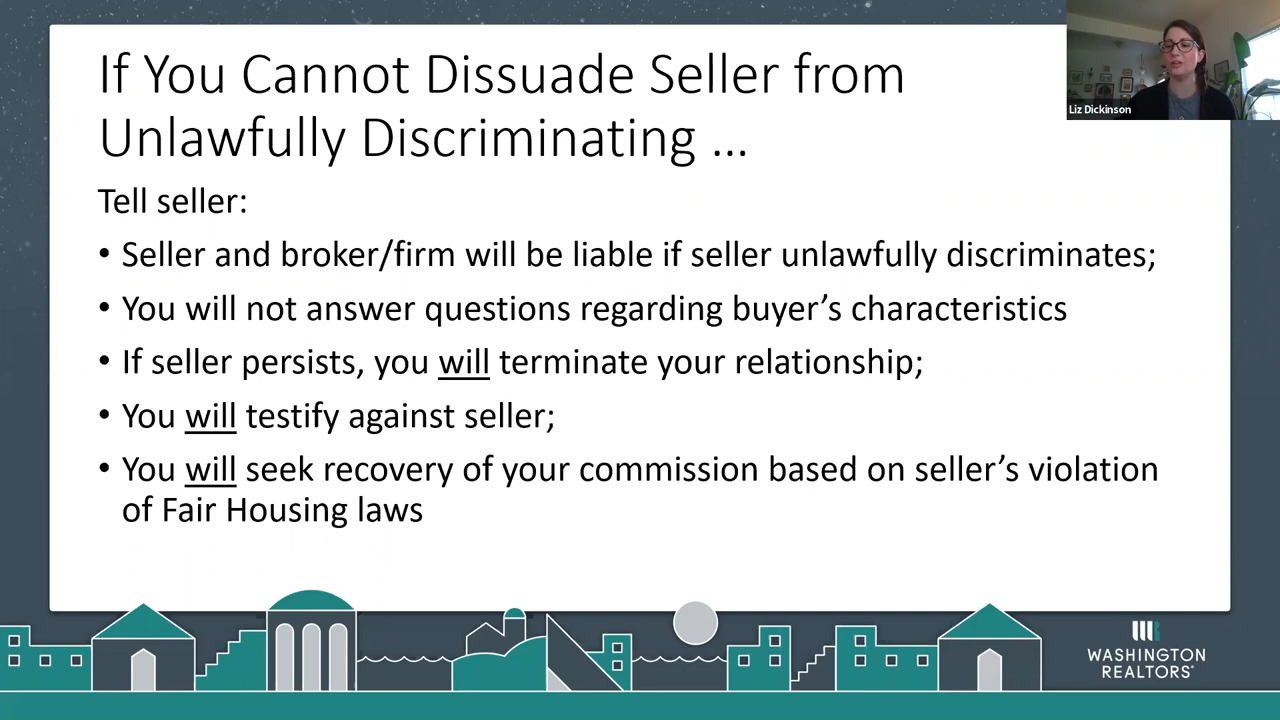 If You Cannot Dissuade Seller from
Unlawfully Discriminating ...
Liz Dickinson
Tell seller:
• Seller and broker/firm will be liable if seller unlawfully discriminates;
• You will not answer questions regarding buyer’s characteristics
• If seller persists, you will terminate your relationship;
• You will testify against seller;
• You will seek recovery of your commission based on seller’s violation
of Fair Housing laws
WASHINGTON
REALTORS®